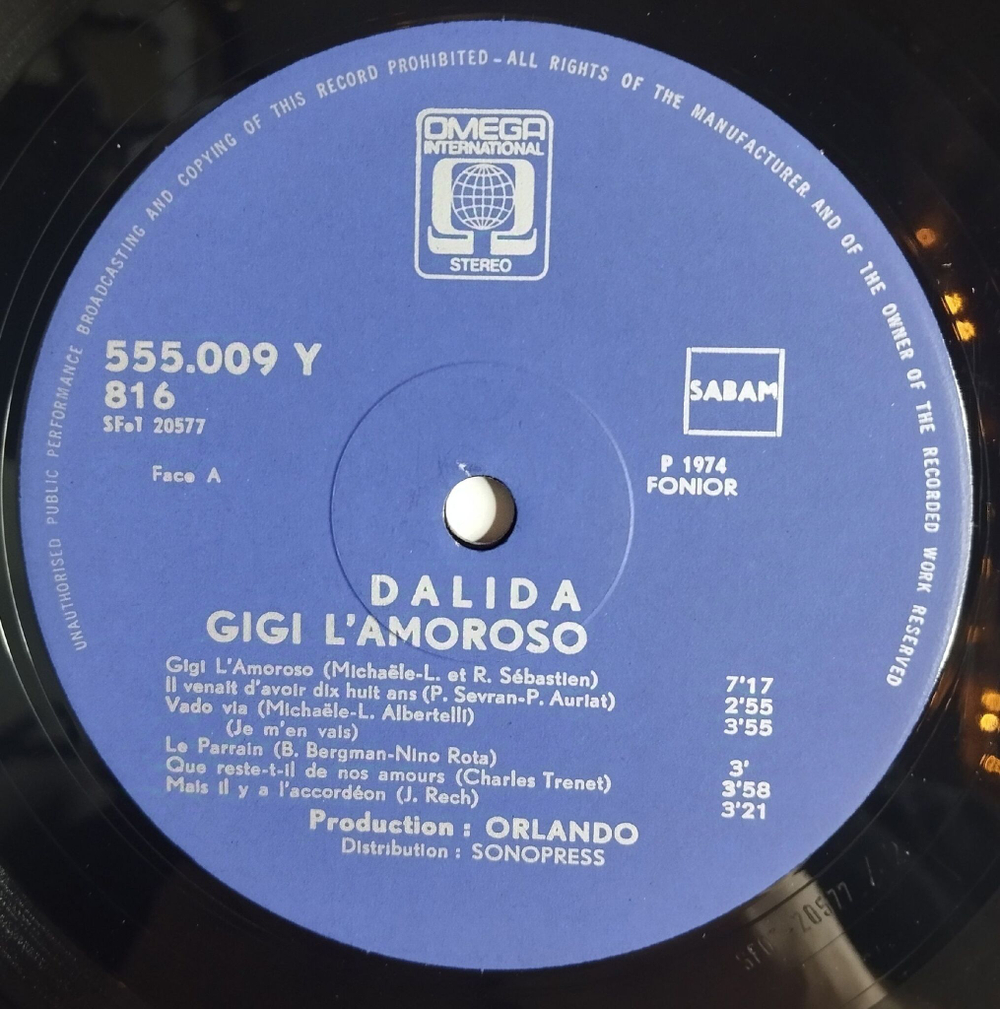 UNAUTHORISED PUBLIC PERFORMANCE BROADCASTING AND COPYING OF THIS RECORD PROHIBITED - ALL RIGHTS OF THE MANUFACTURER AND OF THE OWNER OF THE RECORDED WORK RESERVED
OMEGA
INTERNATIONAL
STEREO
555.009 Y
816
SFo1 20577
Face A
SABAM
P 1974
FONIOR
DALIDA
GIGI L'AMOROSO
Gigi L'Amoroso (Michaële-L. et R. Sébastien) 7'17
Il venait d'avoir dix huit ans (P. Sevran-P. Auriat) 2'55
Vado via (Michaële-L. Albertelli) 3'55
(Je m'en vais)
Le Parrain (B. Bergman-Nino Rota) 3'
Que reste-t-il de nos amours (Charles Trenet) 3'58
Mais il y a l'accordéon (J. Rech) 3'21
Production : ORLANDO
Distribution : SONOPRESS
20577